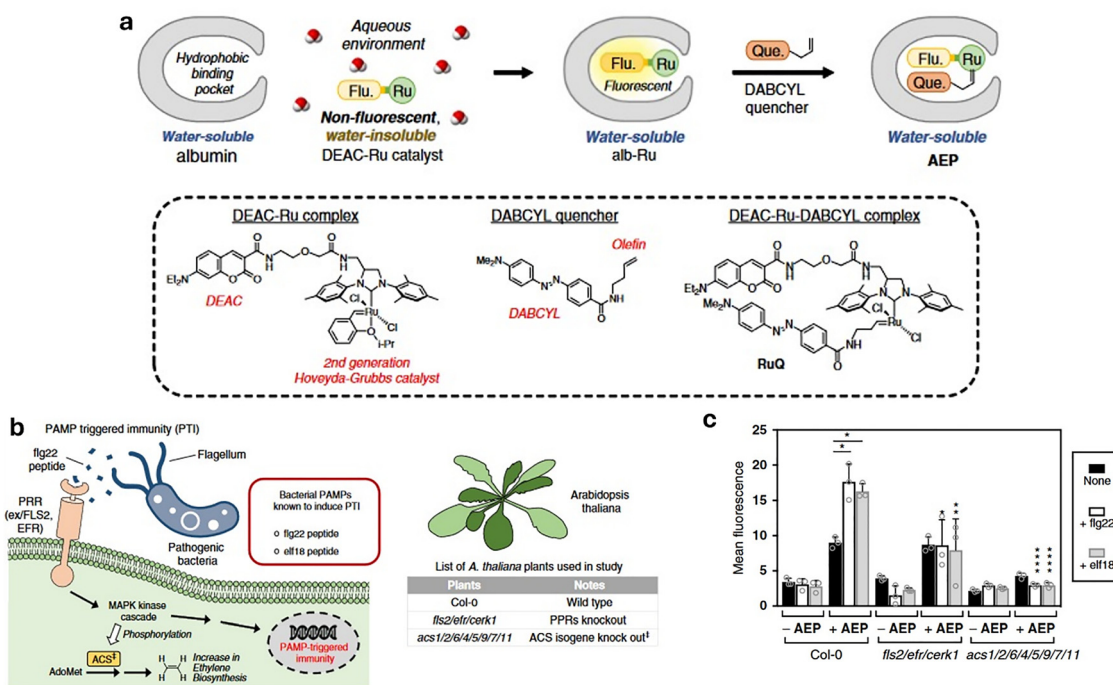 a
Hydrophobic
binding
pocket
Water-soluble
albumin
Aqueous
environment
Flu. Ru
Non-fluorescent,
water-insoluble
DEAC-Ru catalyst
Flu. Ru
Fluorescent
Water-soluble
alb-Ru
Que.
DABCYL
quencher
Flu. Ru
Que.
Water-soluble
AEP
DEAC-Ru complex
O
O
N
H
O
O
N
H
Et2N
O
O
DEAC
N
N
Cl
Ru
Cl
O
i-Pr
2nd generation
Hoveyda-Grubbs catalyst
DABCYL quencher
Olefin
Me2N
N
N
NH
O
DABCYL
DEAC-Ru-DABCYL complex
O
O
N
H
O
O
N
H
Et2N
O
O
Me2N
N
N
N
N
Cl
Ru
Cl
NH
O
RuQ
b
PAMP triggered immunity (PTI)
flg22
peptide
Flagellum
PRR
(ex/FLS2,
EFR)
Pathogenic
bacteria
Bacterial PAMPs
known to induce PTI
flg22 peptide
elf18 peptide
MAPK kinase
cascade
Phosphorylation
ACS‡
AdoMet
H H
H H
Increase in
Ethylene
Biosynthesis
PAMP-triggered
immunity
Arabidopsis
thaliana
List of A. thaliana plants used in study
Plants Notes
Col-0 Wild type
fls2/efr/cerk1 PPRs knockout
acs1/2/6/4/5/9/7/11 ACS isogene knock out‡
c
Mean fluorescence
25
20
15
10
5
0
*
*
*
**
***
***
None
+ flg22
+ elf18
– AEP + AEP – AEP + AEP – AEP + AEP
Col-0 fls2/efr/cerk1 acs1/2/6/4/5/9/7/11